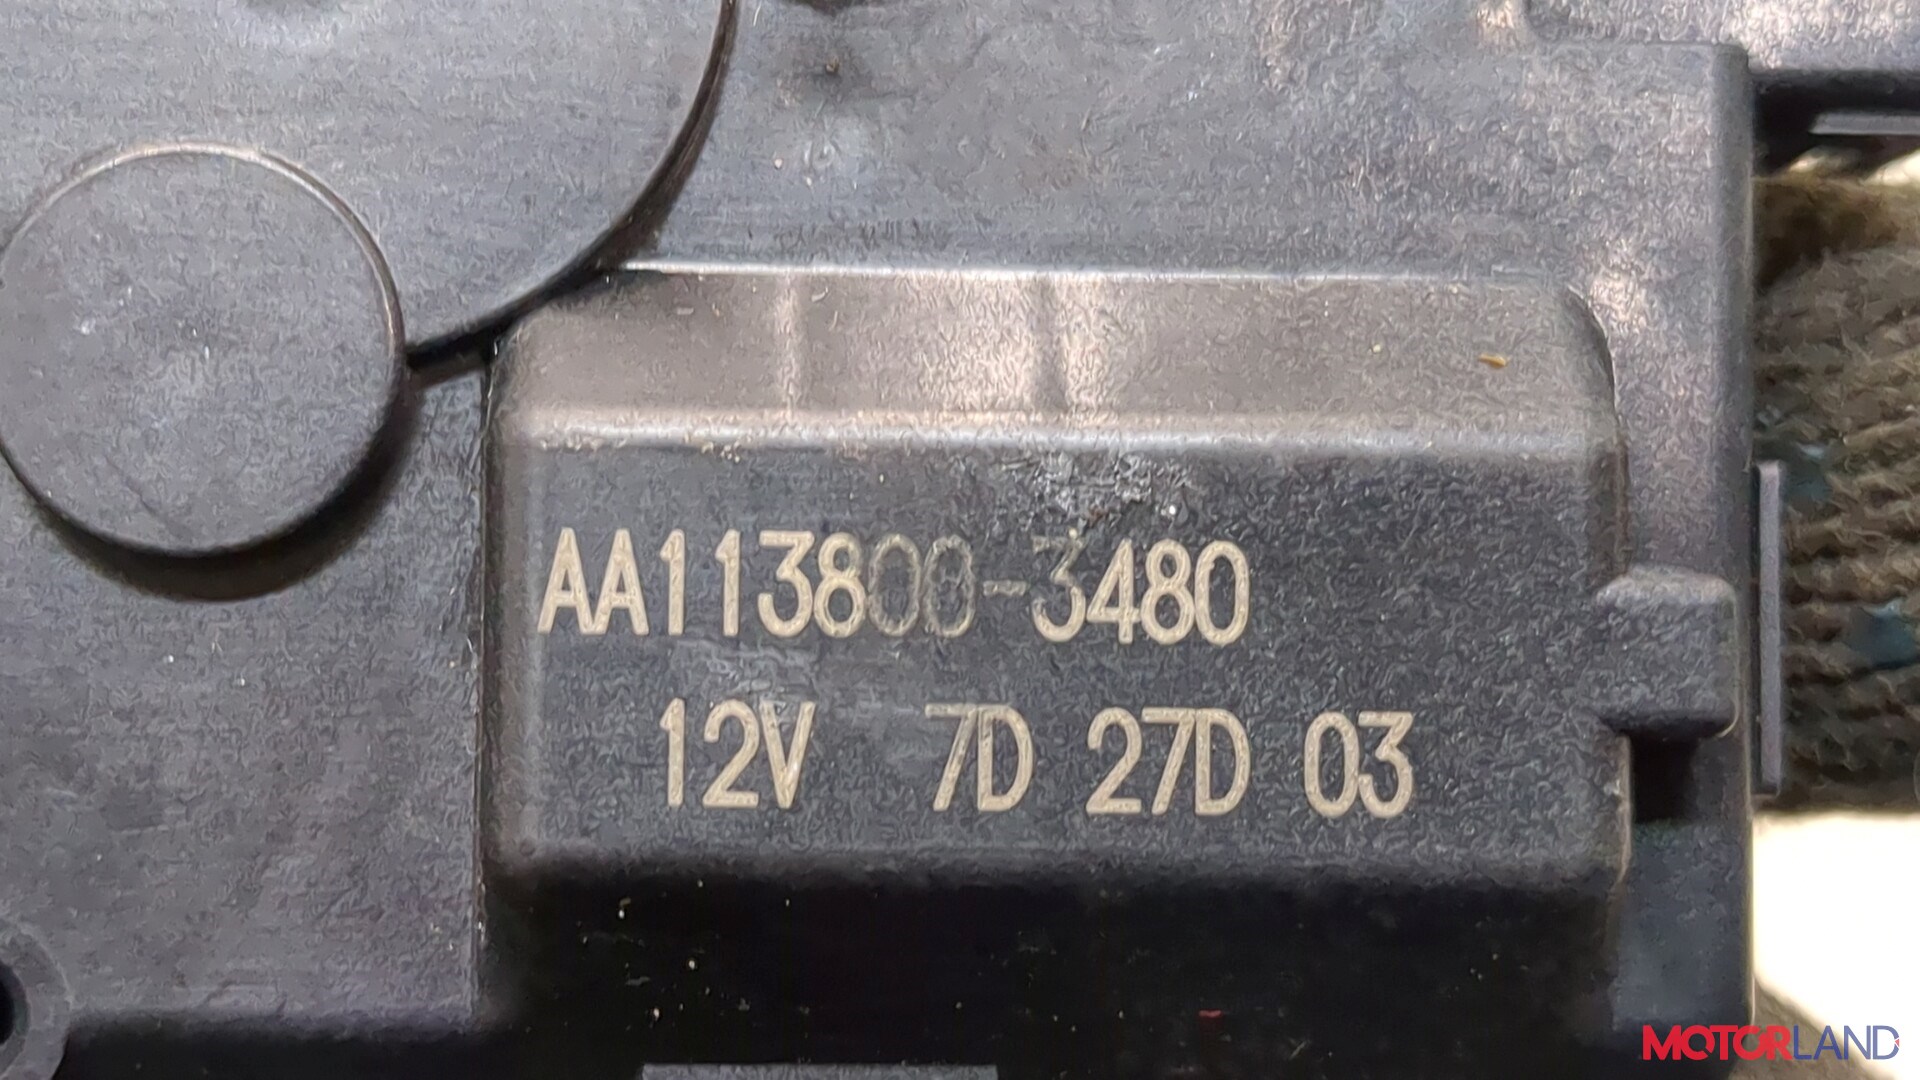 AA113800-3480
12V 7D 27D 03
MOTORLAND